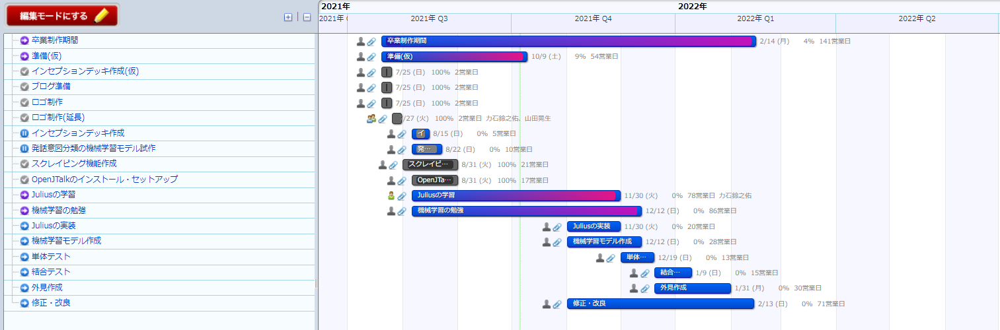 編集モードにする
2021年 2022年
2021年 2021年 Q3 2021年 Q4 2022年 Q1 2022年 Q2
卒業制作期間 卒業制作期間 2/14 (月) 4% 141営業日
準備(仮) 準備(仮) 10/9 (土) 9% 54営業日
インセプションデッキ作成(仮) 7/25 (日) 100% 2営業日
ブログ準備 7/25 (日) 100% 2営業日
ロゴ制作 7/25 (日) 100% 2営業日
ロゴ制作(延長) 7/27 (火) 100% 2営業日 力石鈴之佑、山田晃生
インセプションデッキ作成 イ 8/15 (日) 0% 5営業日
発話意図分類の機械学習モデル試作 発… 8/22 (日) 0% 10営業日
スクレイピング機能作成 スクレイピ… 8/31 (火) 100% 21営業日
OpenJTalkのインストール・セットアップ OpenJTa… 8/31 (火) 100% 17営業日
Juliusの学習 Juliusの学習 11/30 (火) 0% 78営業日 力石鈴之佑
機械学習の勉強 機械学習の勉強 12/12 (日) 0% 86営業日
Juliusの実装 Juliusの実装 11/30 (火) 0% 20営業日
機械学習モデル作成 機械学習モデル作成 12/12 (日) 0% 28営業日
単体テスト 単体… 12/19 (日) 0% 13営業日
結合テスト 結合… 1/9 (日) 0% 15営業日
外見作成 外見作成 1/31 (月) 0% 30営業日
修正・改良 修正・改良 2/13 (日) 0% 71営業日